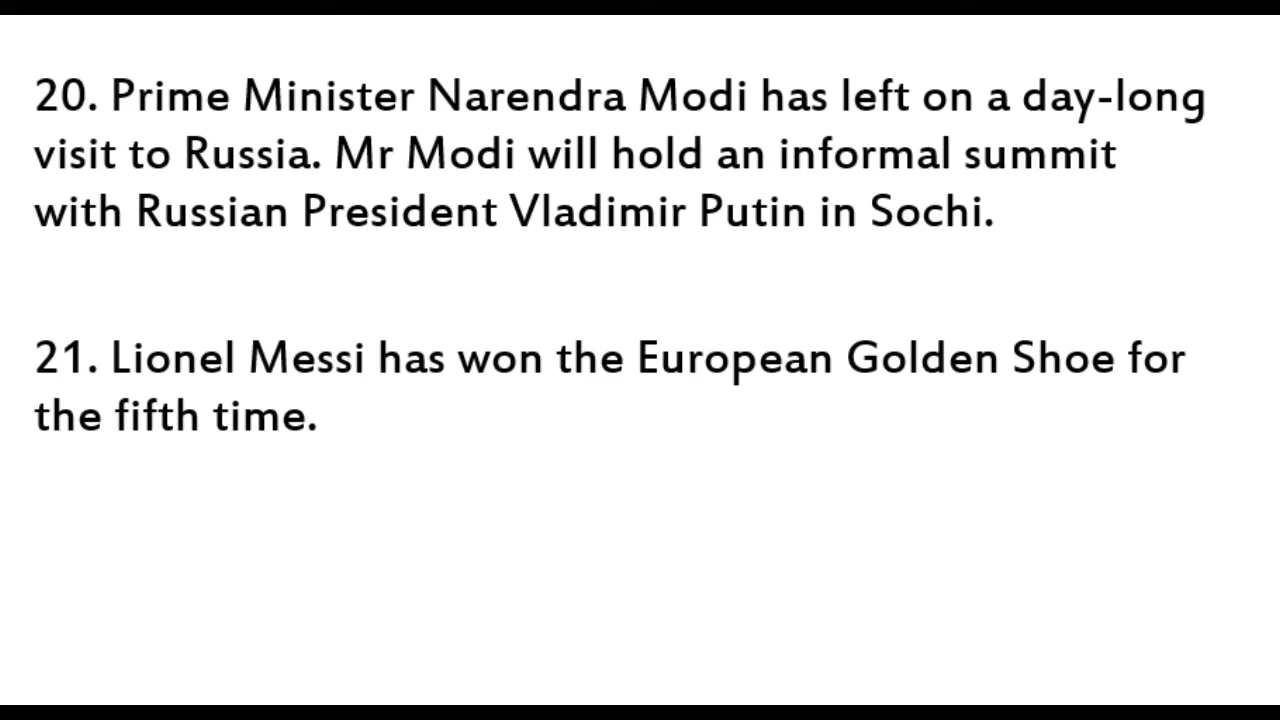 20. Prime Minister Narendra Modi has left on a day-long
visit to Russia. Mr Modi will hold an informal summit
with Russian President Vladimir Putin in Sochi.
21. Lionel Messi has won the European Golden Shoe for
the fifth time.